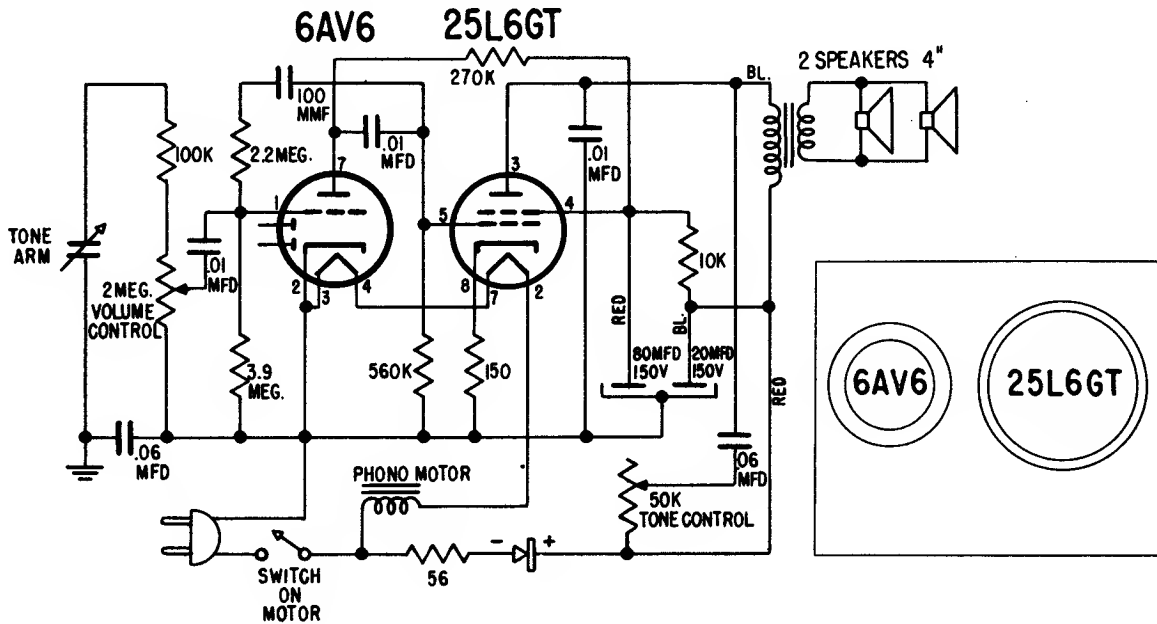 6AV6
25L6GT
270K
BL.
2 SPEAKERS 4"
100
MMF
.01
MFD
100K
2.2MEG.
7
.01
MFD
3
1
5
4
TONE
ARM
.01
MFD
2MEG.
VOLUME
CONTROL
2
3
4
8
7
2
10K
RED
BL.
3.9
MEG.
560K
150
80MFD
150V
20MFD
150V
RED
6AV6
25L6GT
.06
MFD
PHONO MOTOR
.06
MFD
50K
TONE CONTROL
-
+
56
SWITCH
ON
MOTOR